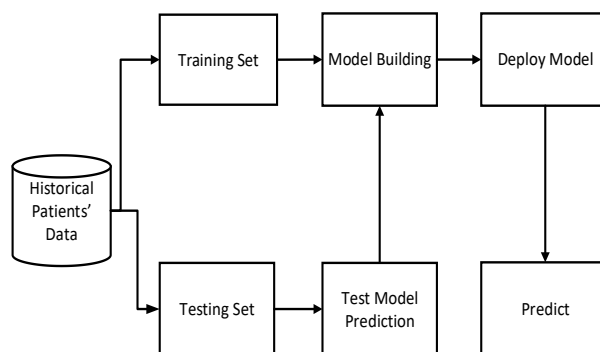 Training Set
Model Building
Deploy Model
Historical
Patients’
Data
Testing Set
Test Model
Prediction
Predict